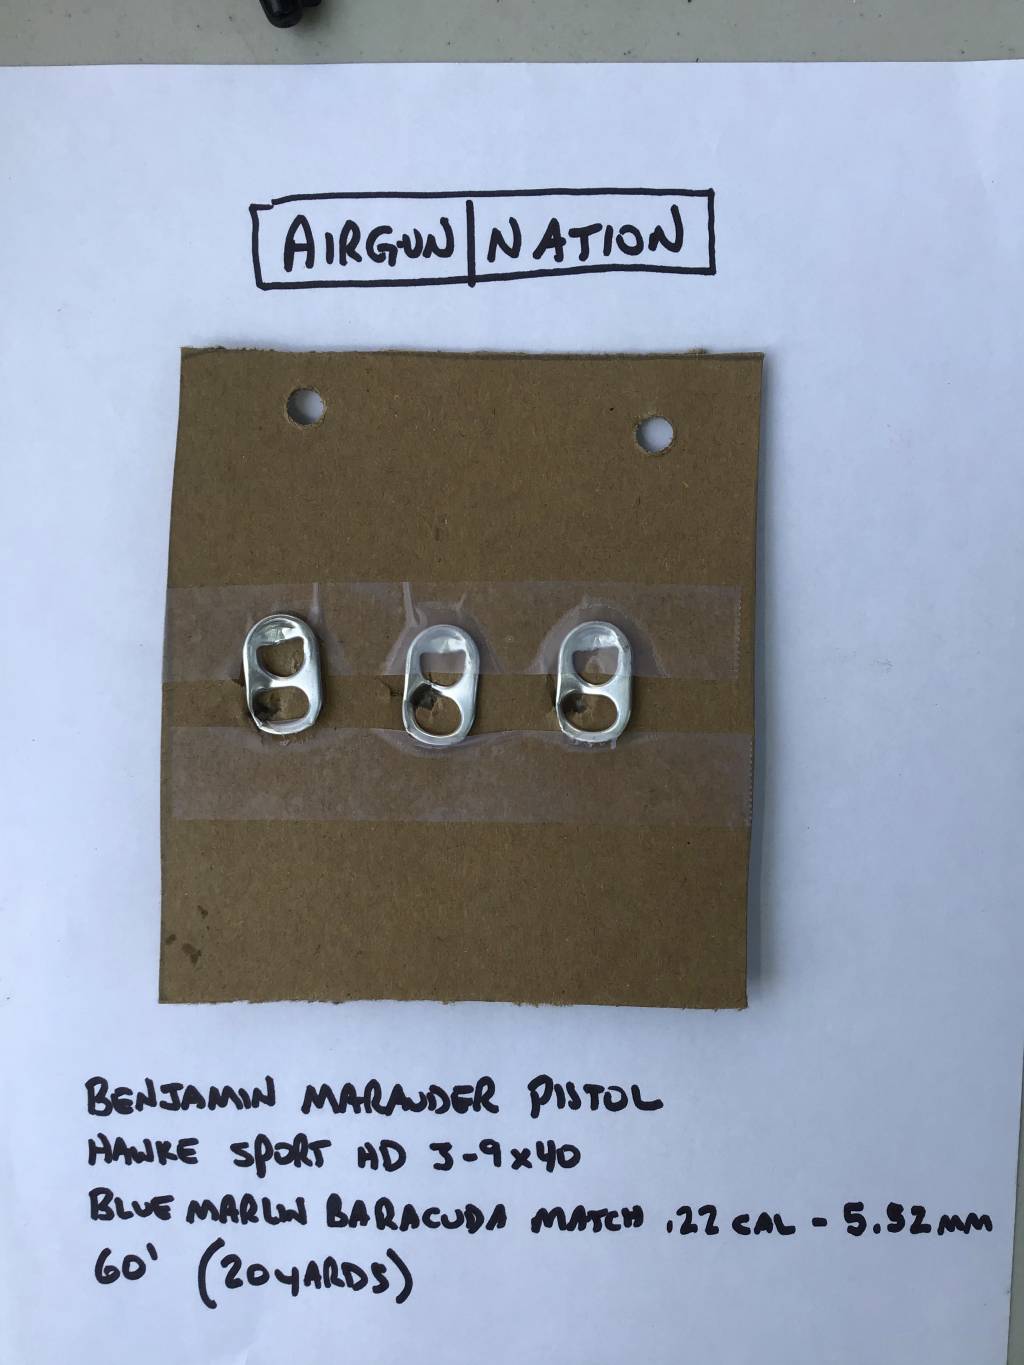 AIRGUN | NATION
BENJAMIN MARAUDER PISTOL
HAWKE SPORT HD 3-9x40
BLUE MARLIN BARACUDA MATCH .22 CAL - 5.52 mm
60' (20 YARDS)